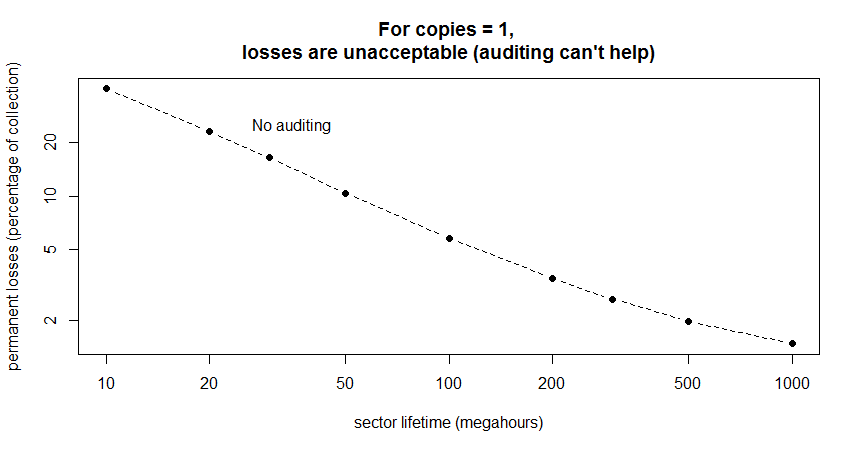 For copies = 1,
losses are unacceptable (auditing can't help)
permanent losses (percentage of collection)
20
10
5
2
No auditing
10
20
50
100
200
500
1000
sector lifetime (megahours)